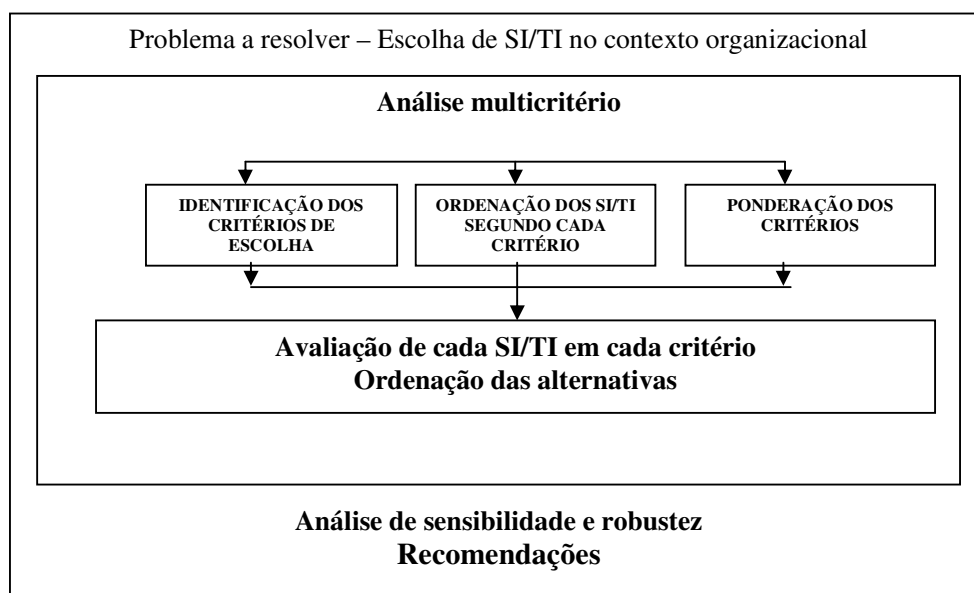 Problema a resolver – Escolha de SI/TI no contexto organizacional
Análise multicritério
IDENTIFICAÇÃO DOS
CRITÉRIOS DE
ESCOLHA
ORDENAÇÃO DOS SI/TI
SEGUNDO CADA
CRITÉRIO
PONDERAÇÃO DOS
CRITÉRIOS
Avaliação de cada SI/TI em cada critério
Ordenação das alternativas
Análise de sensibilidade e robustez
Recomendações